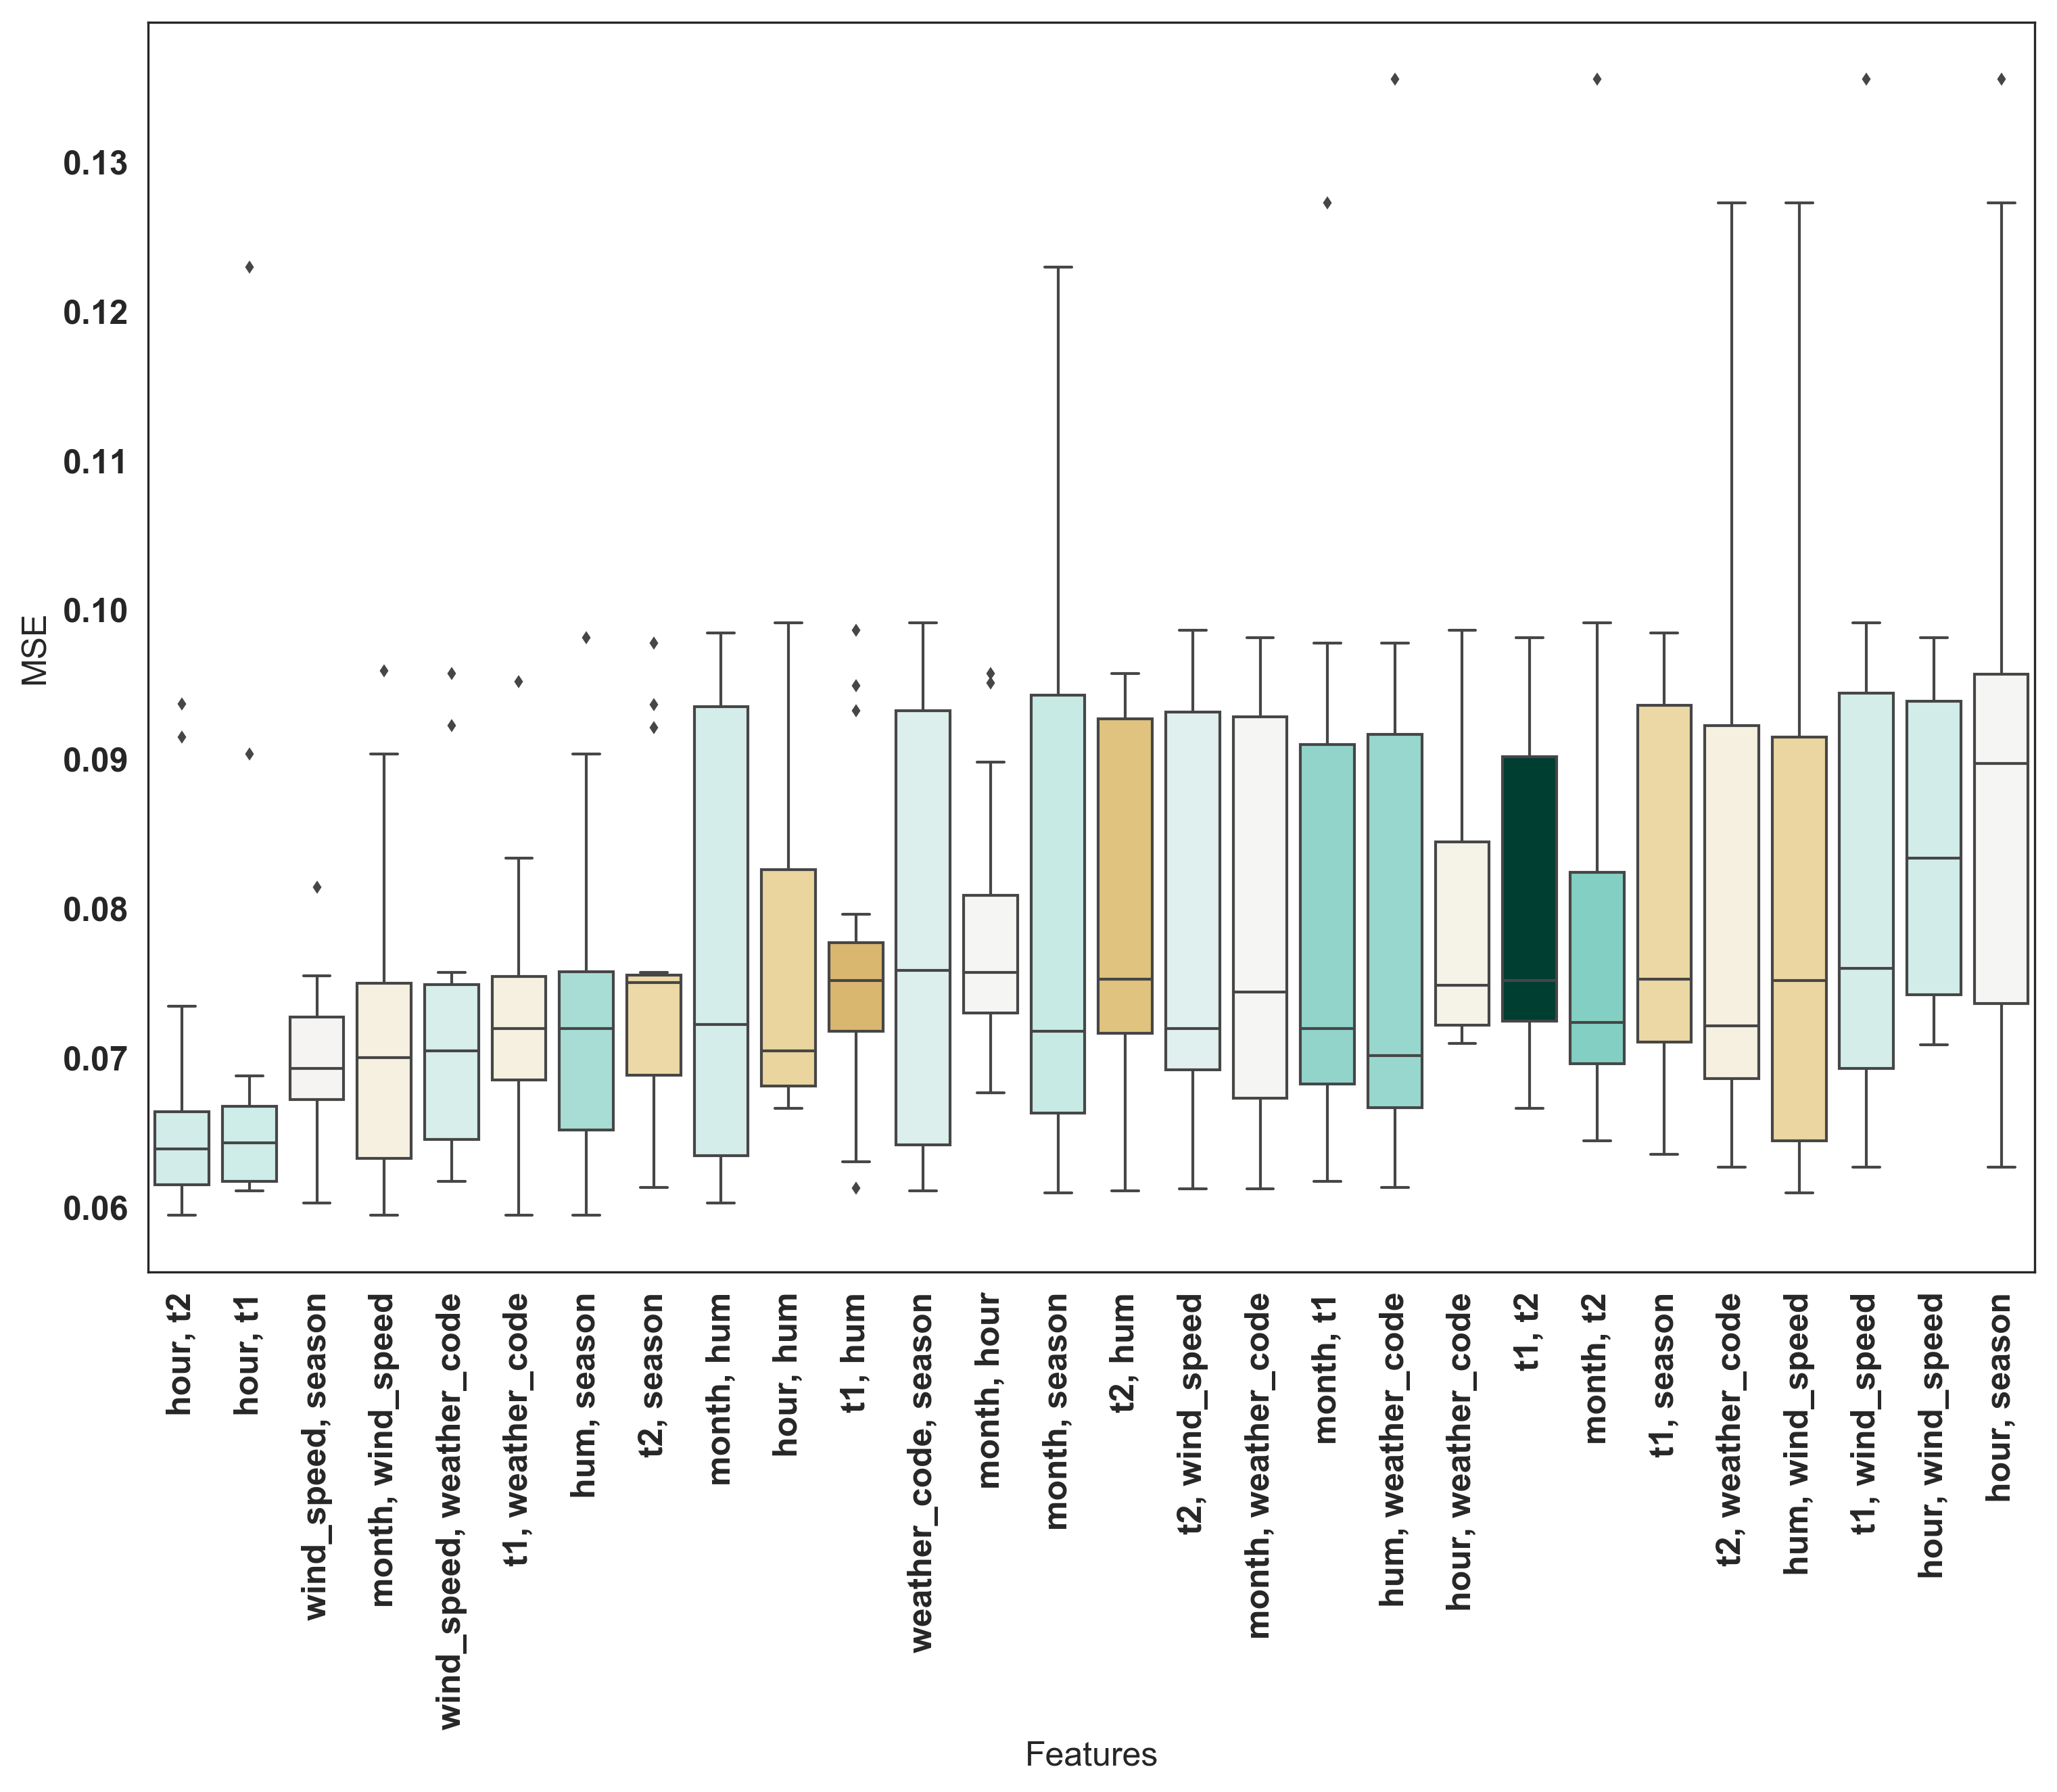 0.13
0.12
0.11
0.10
0.09
0.08
0.07
0.06
MSE
hour, t2
hour, t1
wind_speed, season
month, wind_speed
wind_speed, weather_code
t1, weather_code
hum, season
t2, season
month, hum
hour, hum
t1, hum
weather_code, season
month, hour
month, season
t2, hum
t2, wind_speed
month, weather_code
month, t1
hum, weather_code
hour, weather_code
t1, t2
month, t2
t1, season
t2, weather_code
hum, wind_speed
t1, wind_speed
hour, wind_speed
hour, season
Features